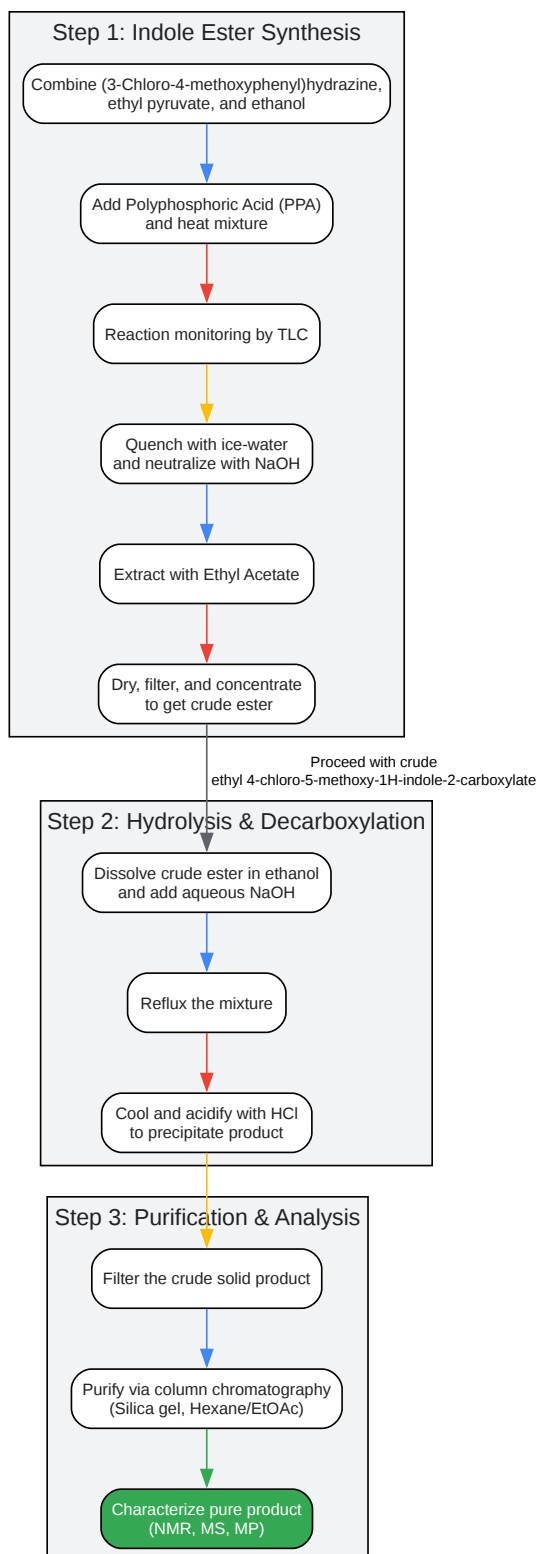 Step 1: Indole Ester Synthesis
Combine (3-Chloro-4-methoxyphenyl)hydrazine,
ethyl pyruvate, and ethanol
Add Polyphosphoric Acid (PPA)
and heat mixture
Reaction monitoring by TLC
Quench with ice-water
and neutralize with NaOH
Extract with Ethyl Acetate
Dry, filter, and concentrate
to get crude ester
Proceed with crude
ethyl 4-chloro-5-methoxy-1H-indole-2-carboxylate
Step 2: Hydrolysis & Decarboxylation
Dissolve crude ester in ethanol
and add aqueous NaOH
Reflux the mixture
Cool and acidify with HCl
to precipitate product
Step 3: Purification & Analysis
Filter the crude solid product
Purify via column chromatography
(Silica gel, Hexane/EtOAc)
Characterize pure product
(NMR, MS, MP)